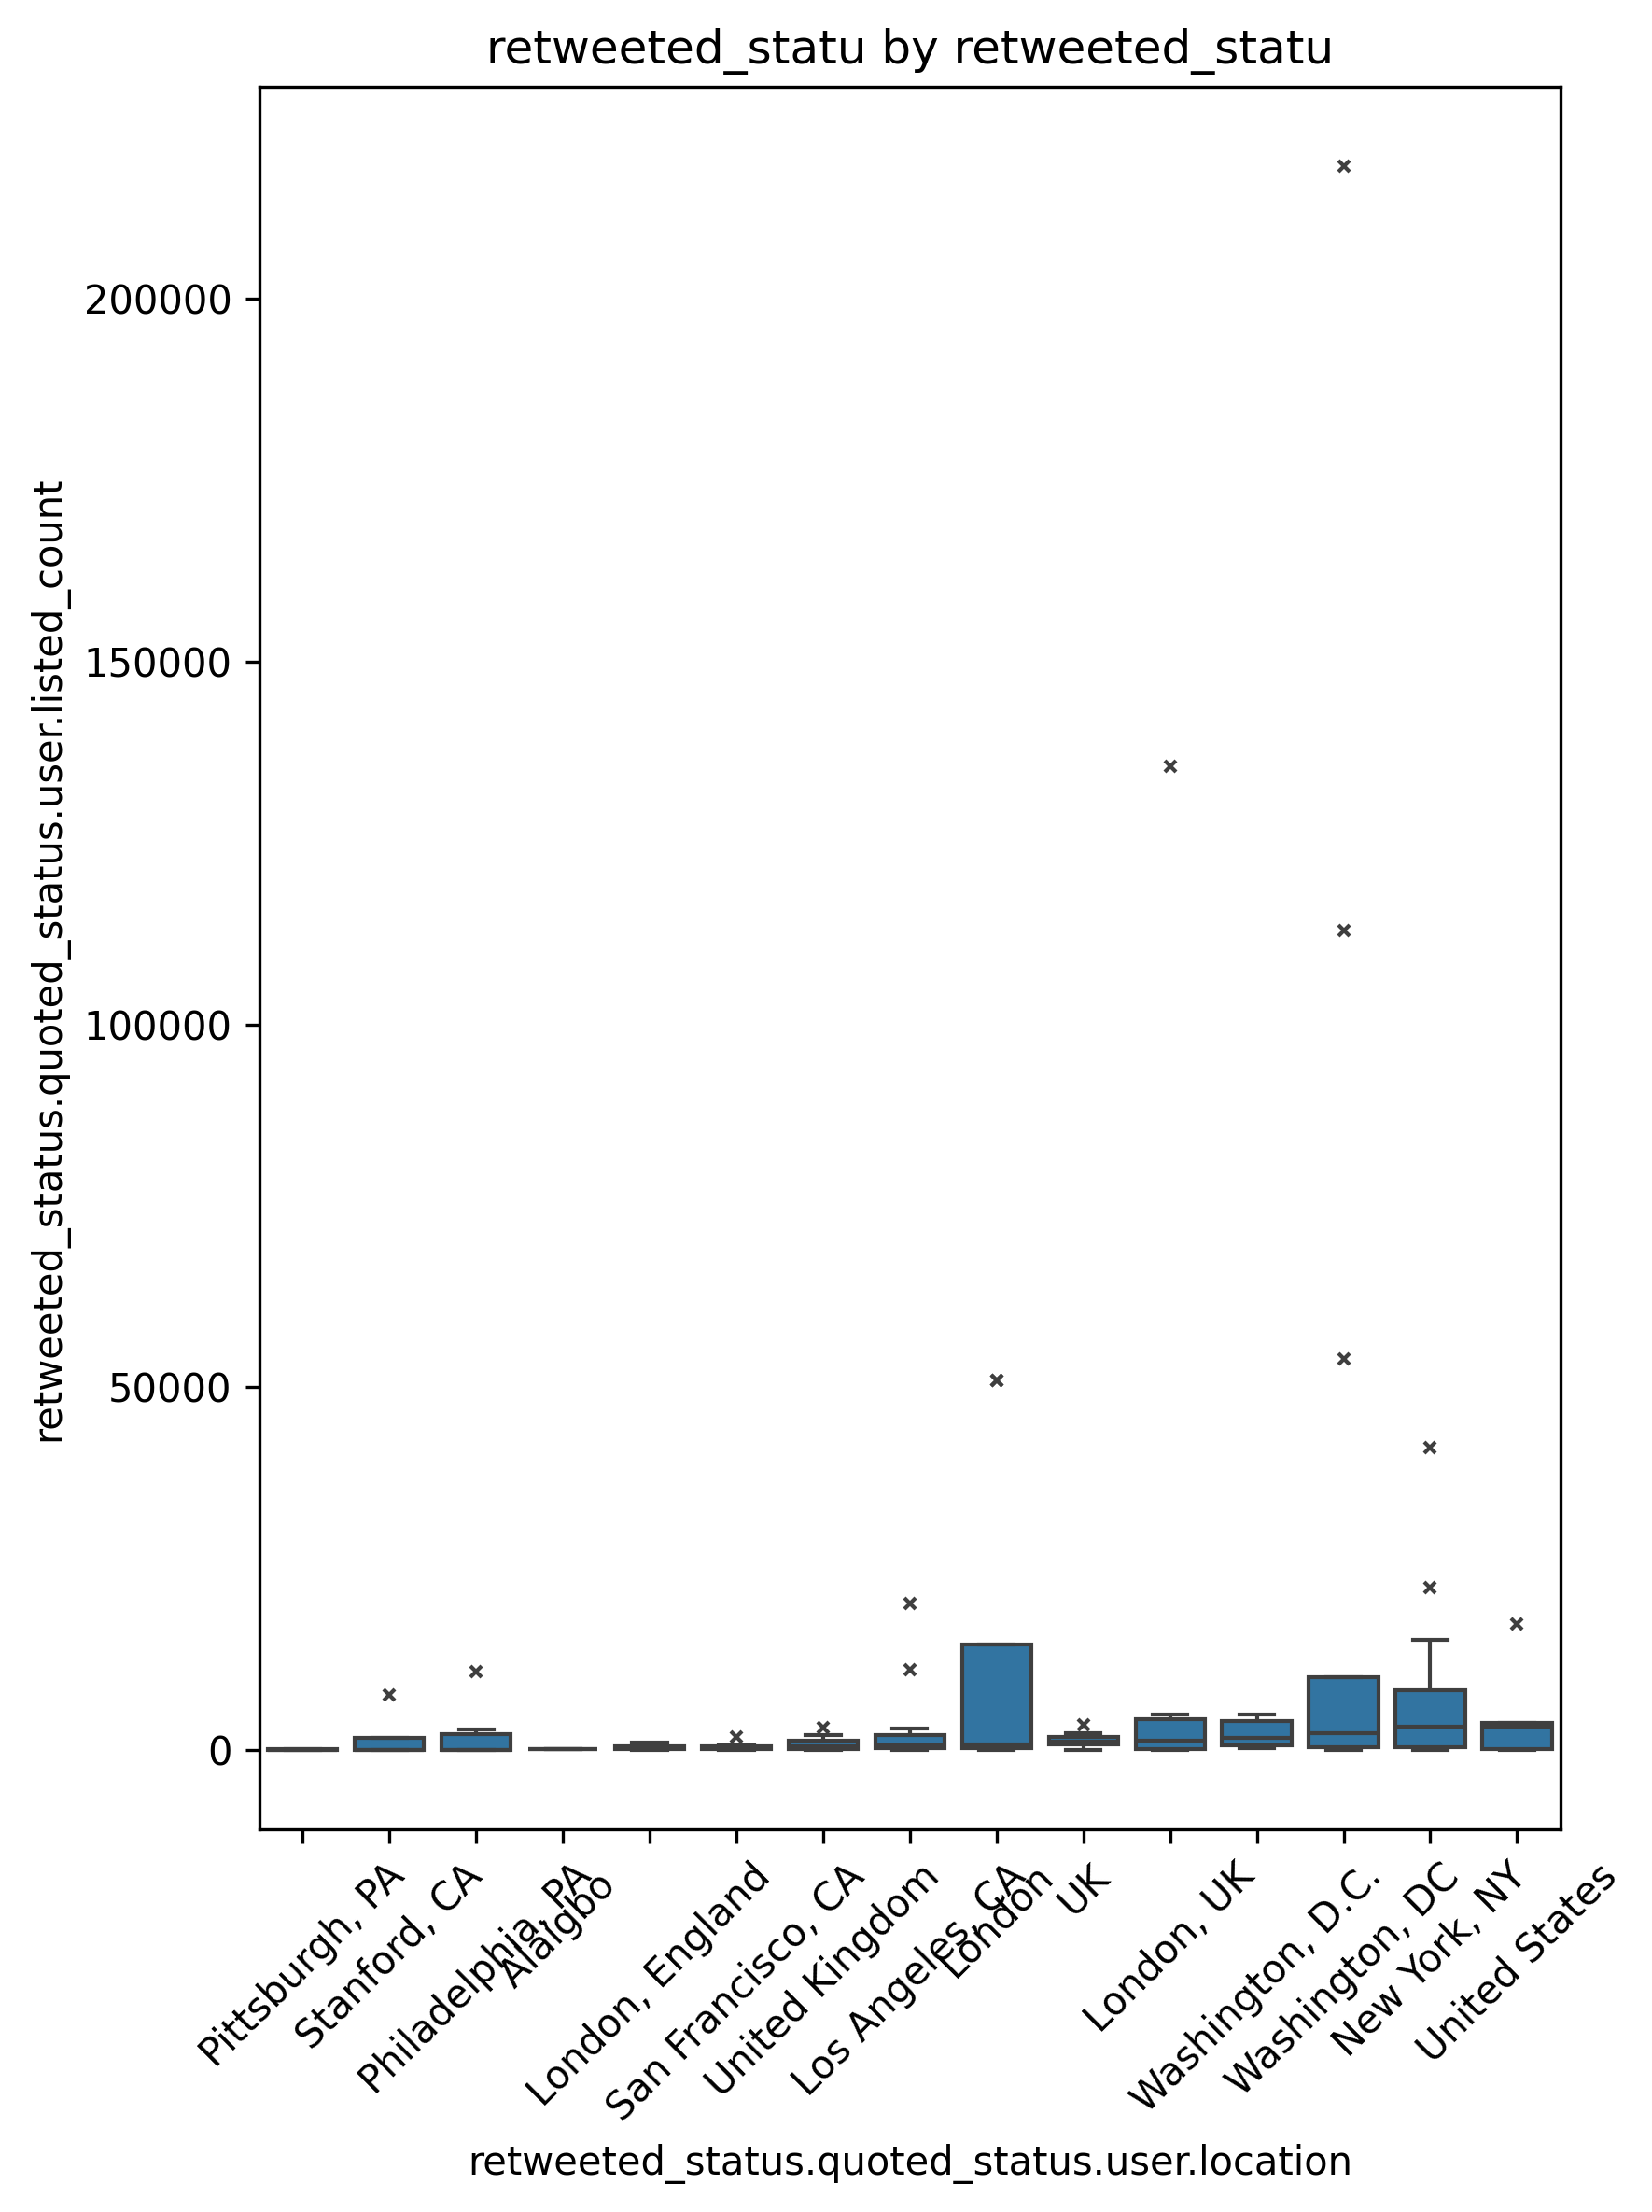 retweeted_statu by retweeted_statu
retweeted_status.quoted_status.user.listed_count
200000
150000
100000
50000
0
Pittsburgh, PA
Stanford, CA
Philadelphia, PA
Alaigbo
London, England
San Francisco, CA
United Kingdom
Los Angeles, CA
London
UK
London, UK
Washington, D.C.
Washington, DC
New York, NY
United States
retweeted_status.quoted_status.user.location